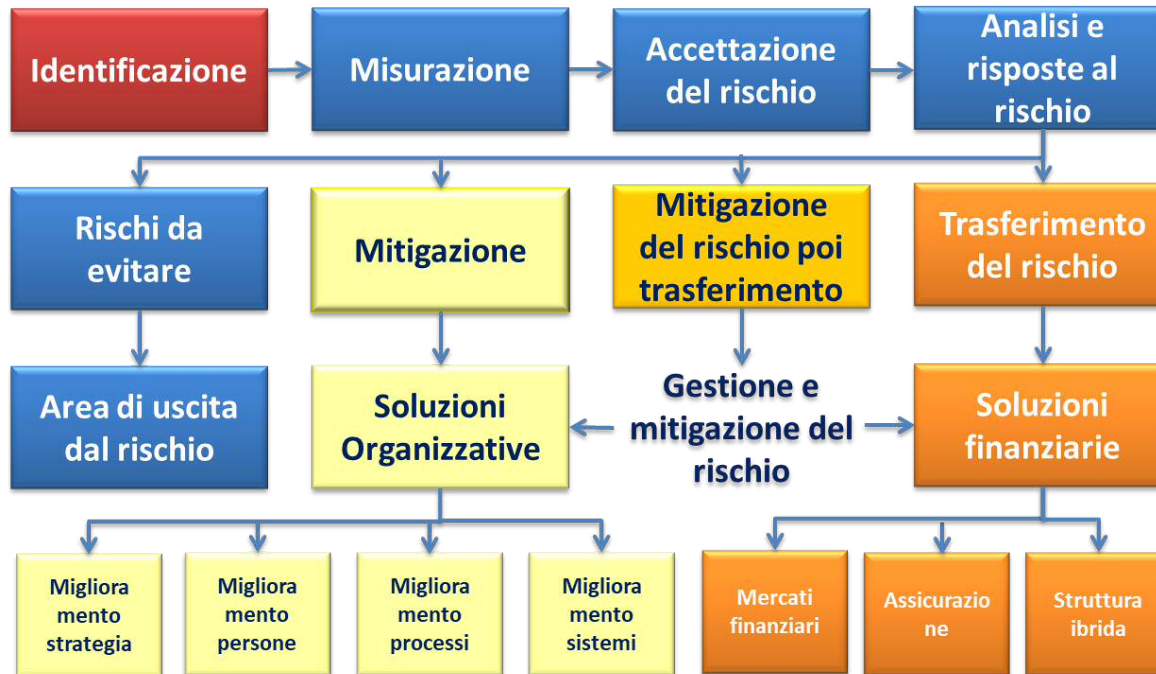 Identificazione
Misurazione
Accettazione
del rischio
Analisi e
risposte al
rischio
Rischi da
evitare
Mitigazione
Mitigazione
del rischio poi
trasferimento
Trasferimento
del rischio
Area di uscita
dal rischio
Soluzioni
Organizzative
Gestione e
mitigazione del
rischio
Soluzioni
finanziarie
Migliora
mento
strategia
Migliora
mento
persone
Migliora
mento
processi
Migliora
mento
sistemi
Mercati
finanziari
Assicurazio
ne
Struttura
ibrida